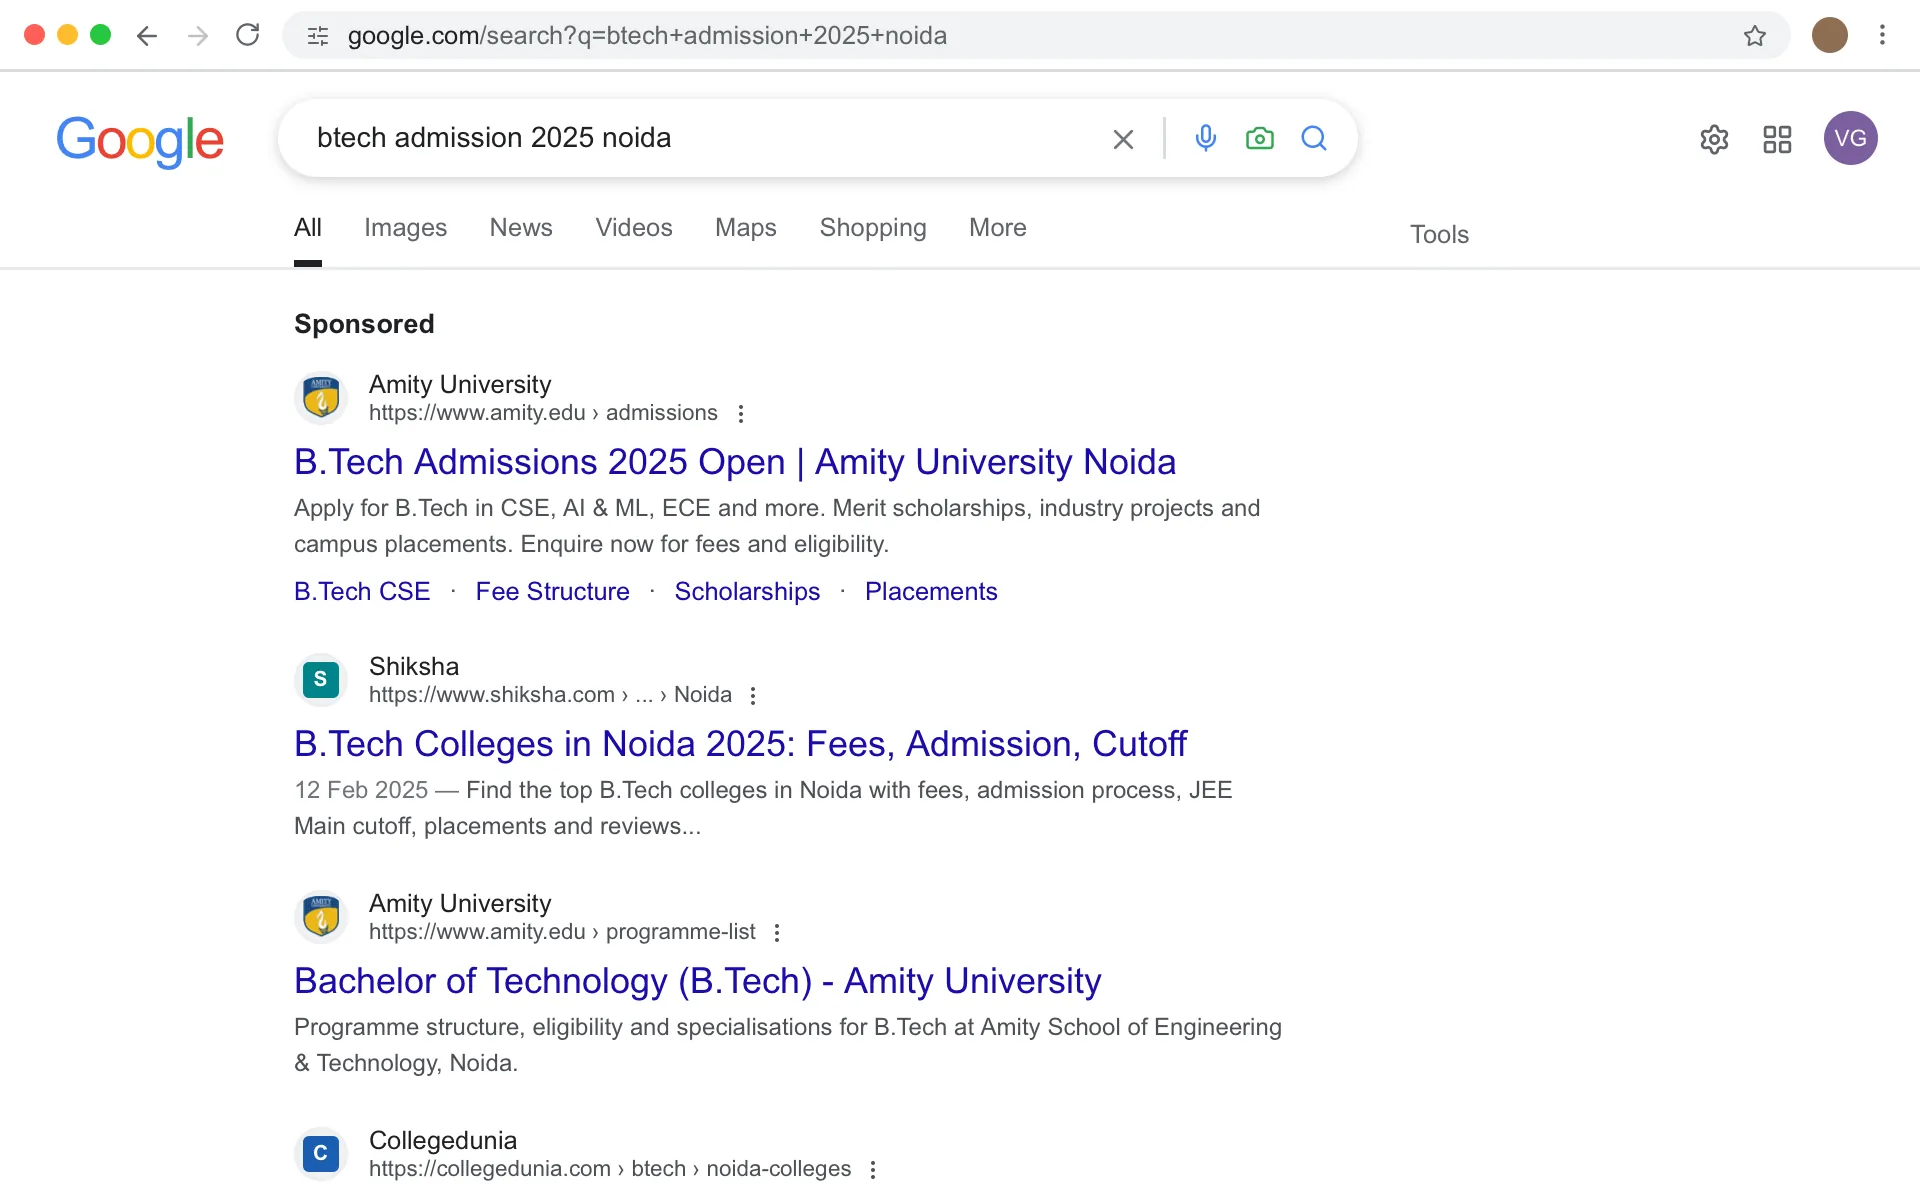 google.com/search?q=btech+admission+2025+noida
Google
btech admission 2025 noida
VG
All Images News Videos Maps Shopping More Tools
Sponsored
AMITY
Amity University
https://www.amity.edu › admissions
B.Tech Admissions 2025 Open | Amity University Noida
Apply for B.Tech in CSE, AI & ML, ECE and more. Merit scholarships, industry projects and
campus placements. Enquire now for fees and eligibility.
B.Tech CSE · Fee Structure · Scholarships · Placements
S
Shiksha
https://www.shiksha.com › ... › Noida
B.Tech Colleges in Noida 2025: Fees, Admission, Cutoff
12 Feb 2025 — Find the top B.Tech colleges in Noida with fees, admission process, JEE
Main cutoff, placements and reviews...
AMITY
Amity University
https://www.amity.edu › programme-list
Bachelor of Technology (B.Tech) - Amity University
Programme structure, eligibility and specialisations for B.Tech at Amity School of Engineering
& Technology, Noida.
C
Collegedunia
https://collegedunia.com › btech › noida-colleges